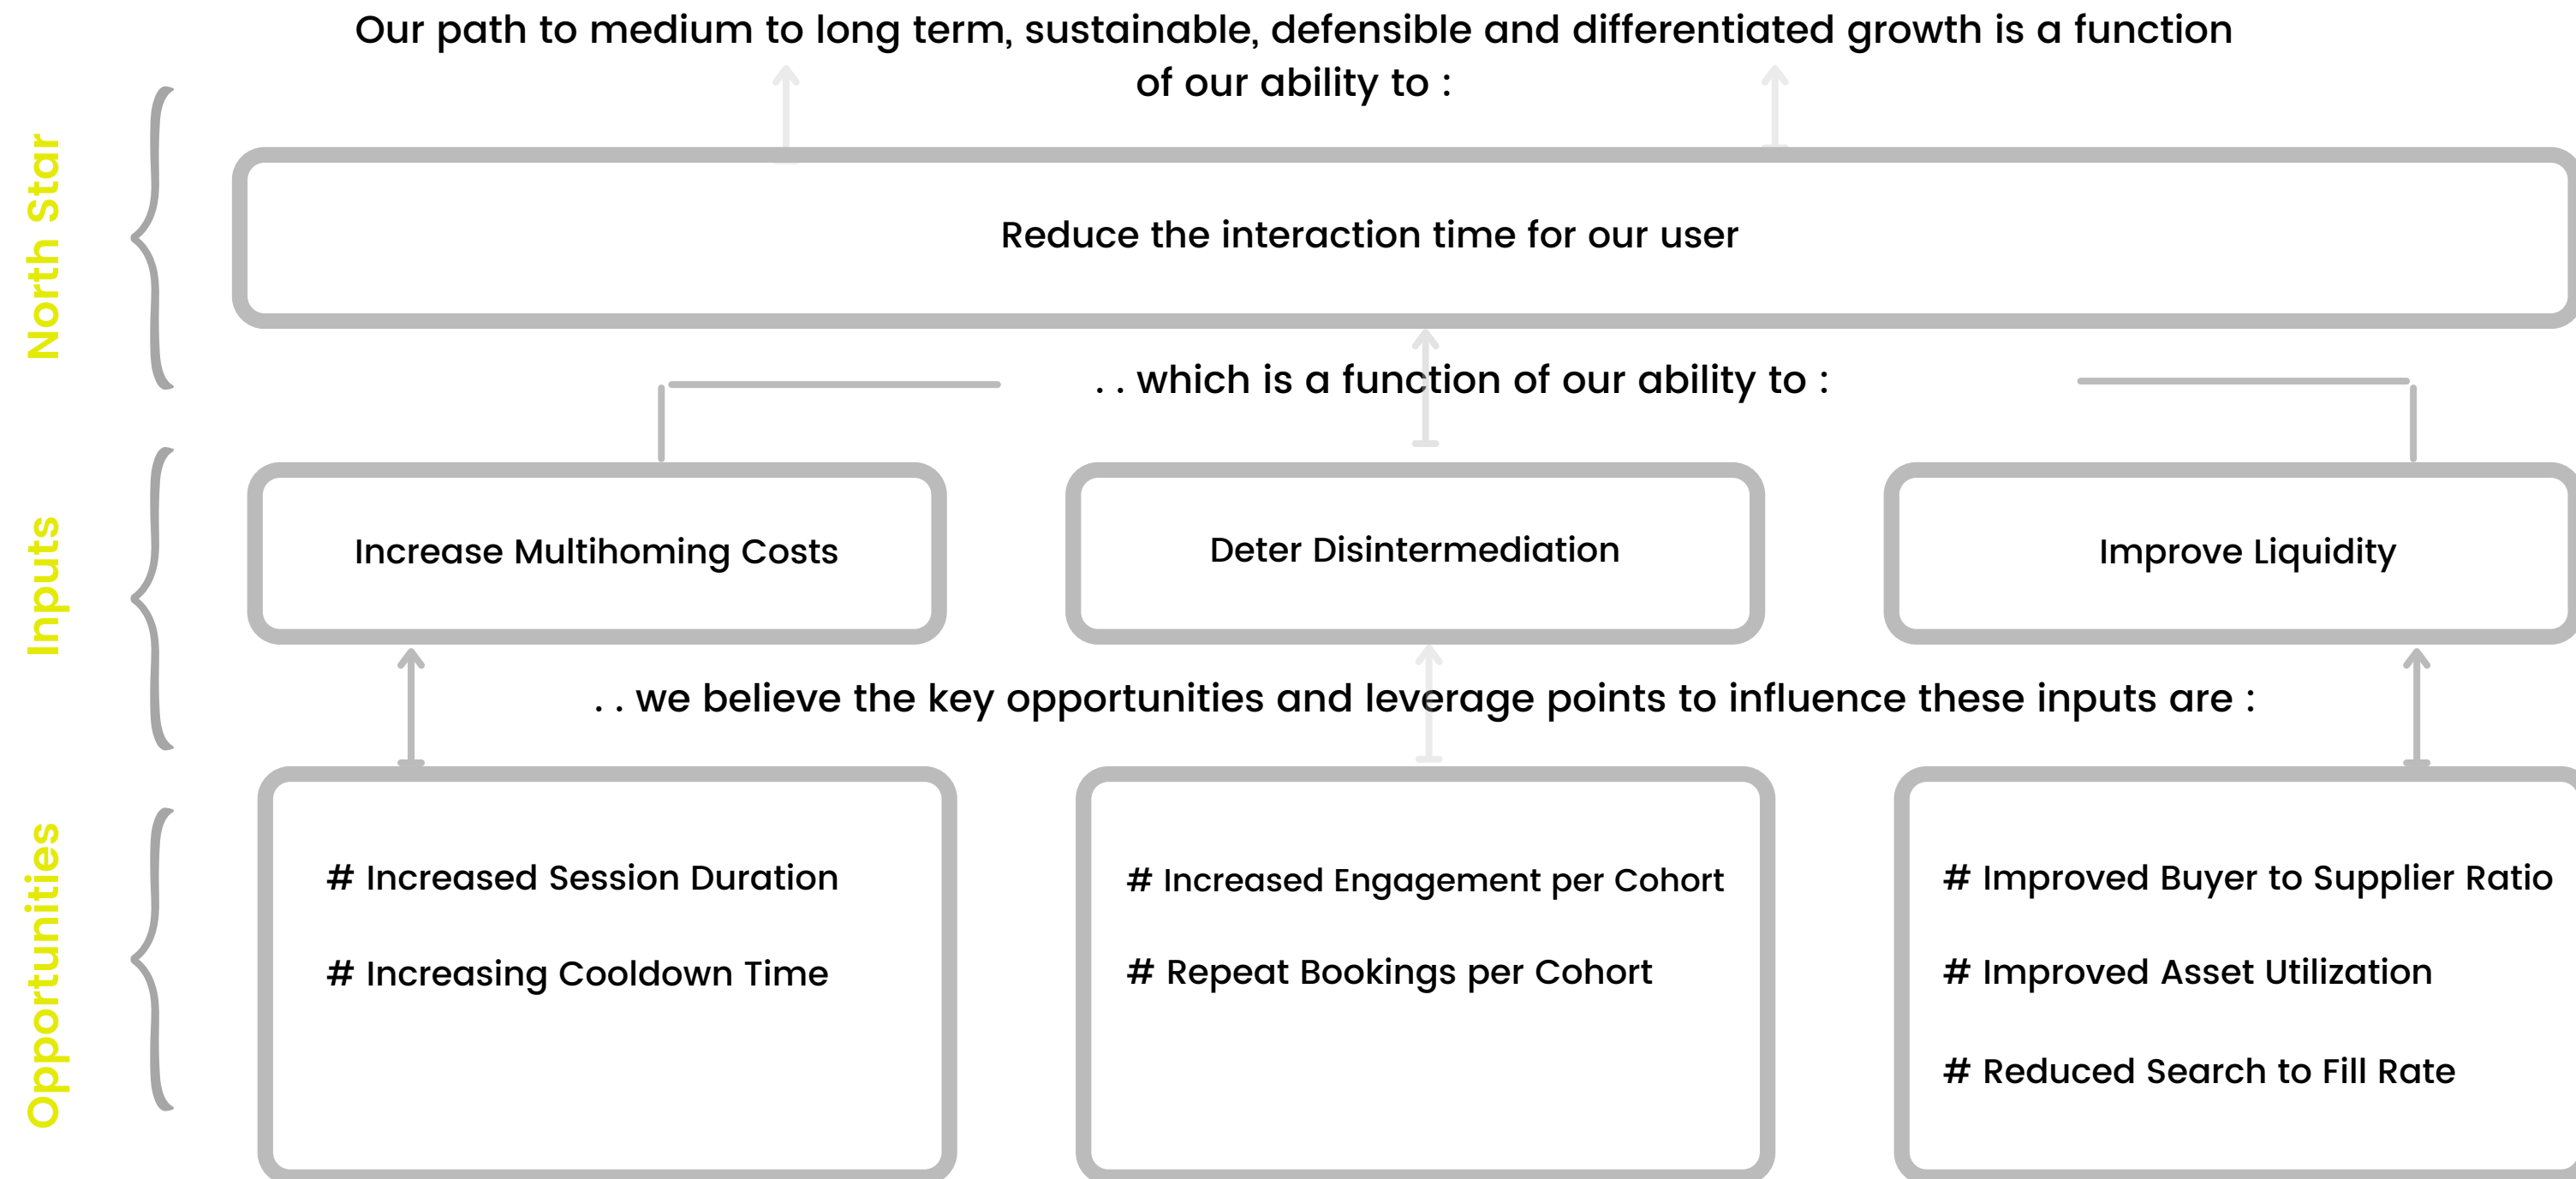 Our path to medium to long term, sustainable, defensible and differentiated growth is a function
of our ability to :
North Star
Reduce the interaction time for our user
. . which is a function of our ability to :
Inputs
Increase Multihoming Costs
Deter Disintermediation
Improve Liquidity
. . we believe the key opportunities and leverage points to influence these inputs are :
Opportunities
# Increased Session Duration
# Increasing Cooldown Time
# Increased Engagement per Cohort
# Repeat Bookings per Cohort
# Improved Buyer to Supplier Ratio
# Improved Asset Utilization
# Reduced Search to Fill Rate